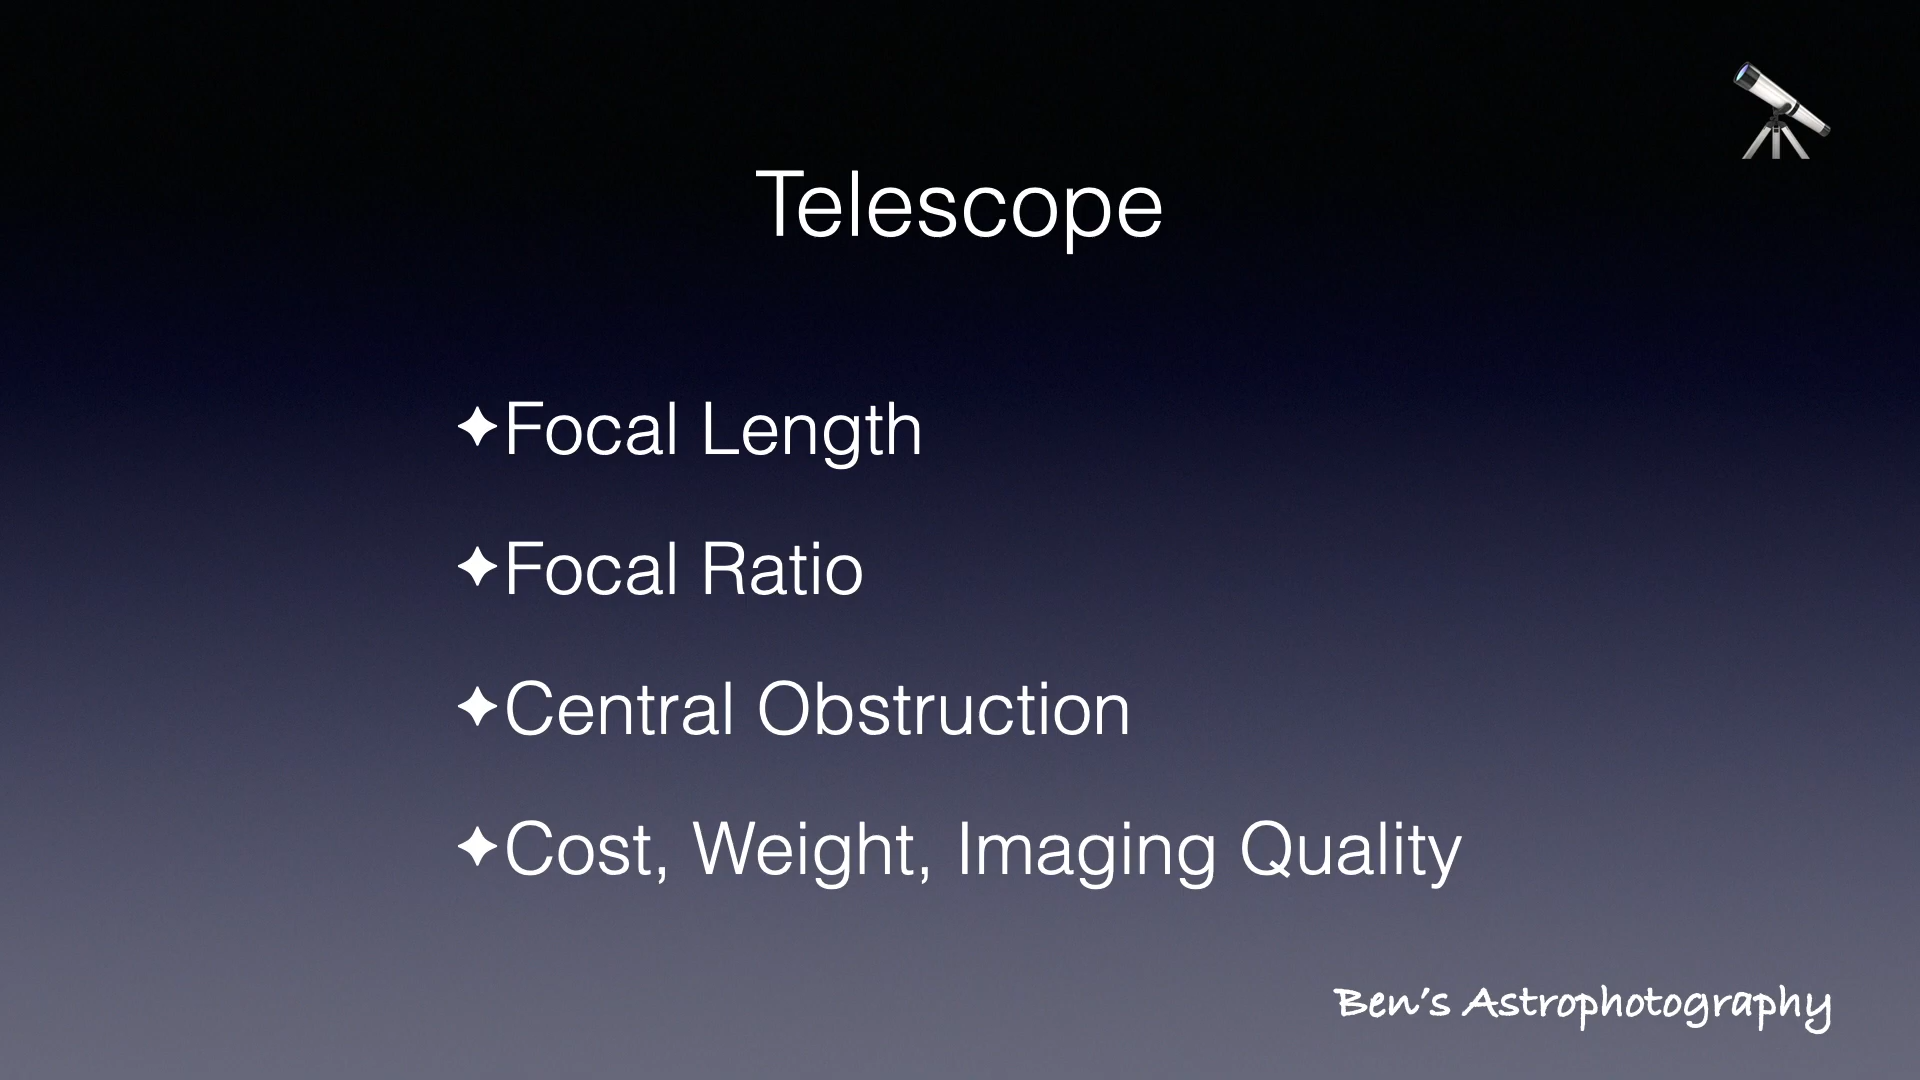 Telescope
✦Focal Length
✦Focal Ratio
✦Central Obstruction
✦Cost, Weight, Imaging Quality
Ben's Astrophotography